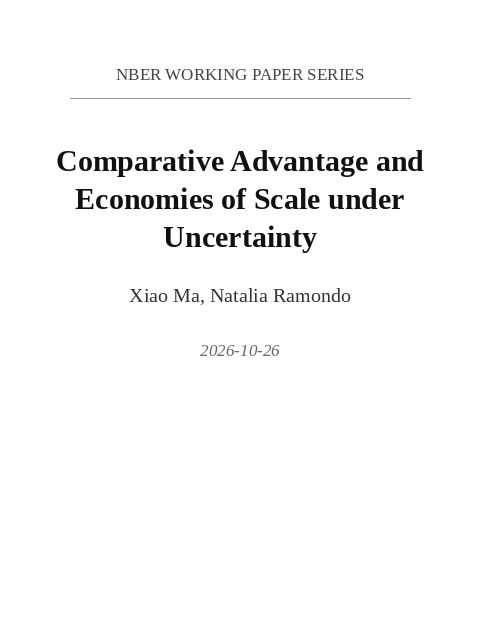 NBER WORKING PAPER SERIES
Comparative Advantage and
Economies of Scale under
Uncertainty
Xiao Ma, Natalia Ramondo
2026-10-26